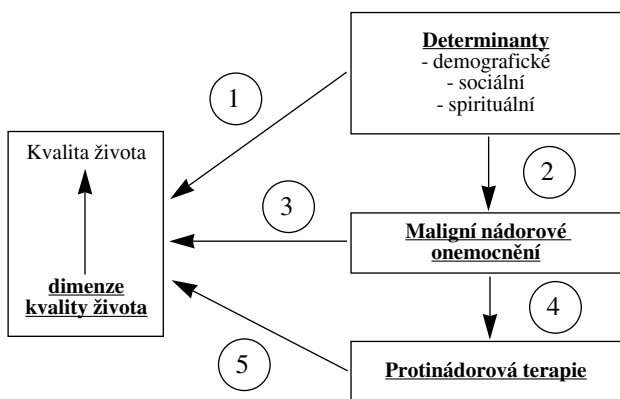 Determinanty
- demografické
- sociální
- spirituální
1
2
Kvalita života
3
Maligní nádorové
onemocnění
dimenze
kvality života
4
5
Protinádorová terapie